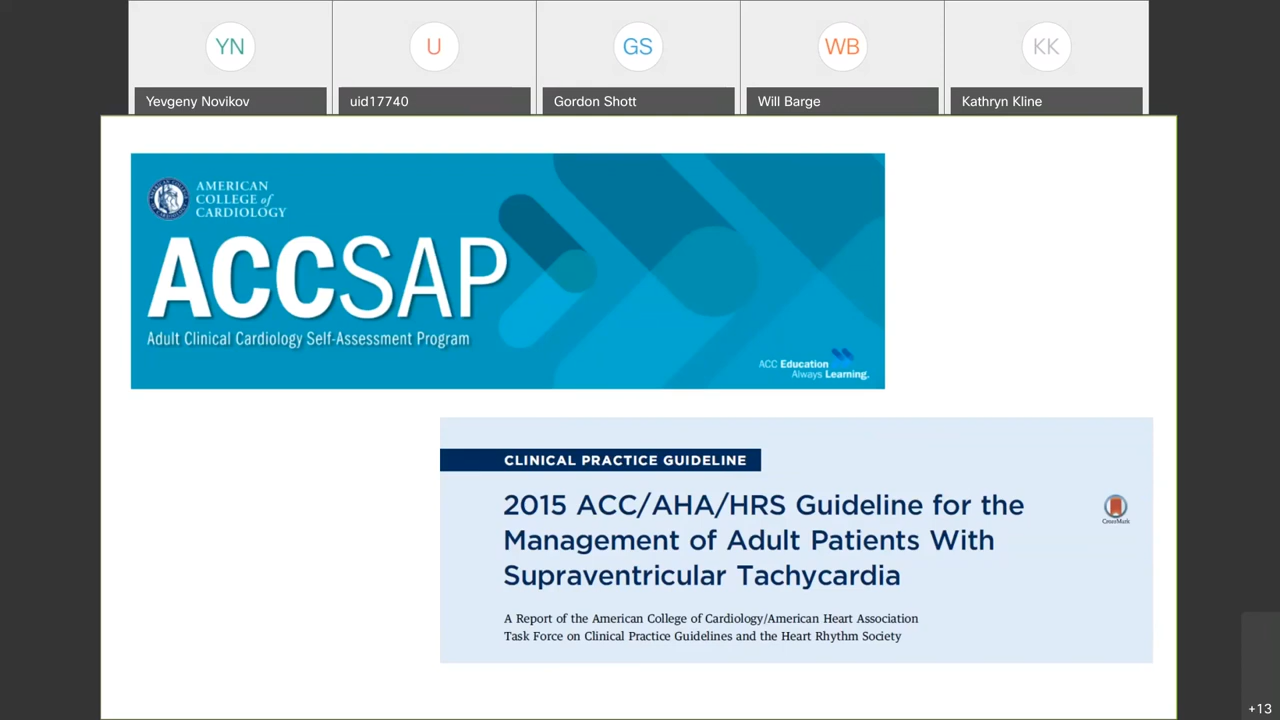 YN
U
GS
WB
KK
Yevgeny Novikov
uid17740
Gordon Shott
Will Barge
Kathryn Kline
AMERICAN
COLLEGE of
CARDIOLOGY
ACCSAP
Adult Clinical Cardiology Self-Assessment Program
ACC Education
Always Learning.
CLINICAL PRACTICE GUIDELINE
2015 ACC/AHA/HRS Guideline for the
Management of Adult Patients With
Supraventricular Tachycardia
CrossMark
A Report of the American College of Cardiology/American Heart Association
Task Force on Clinical Practice Guidelines and the Heart Rhythm Society
+13